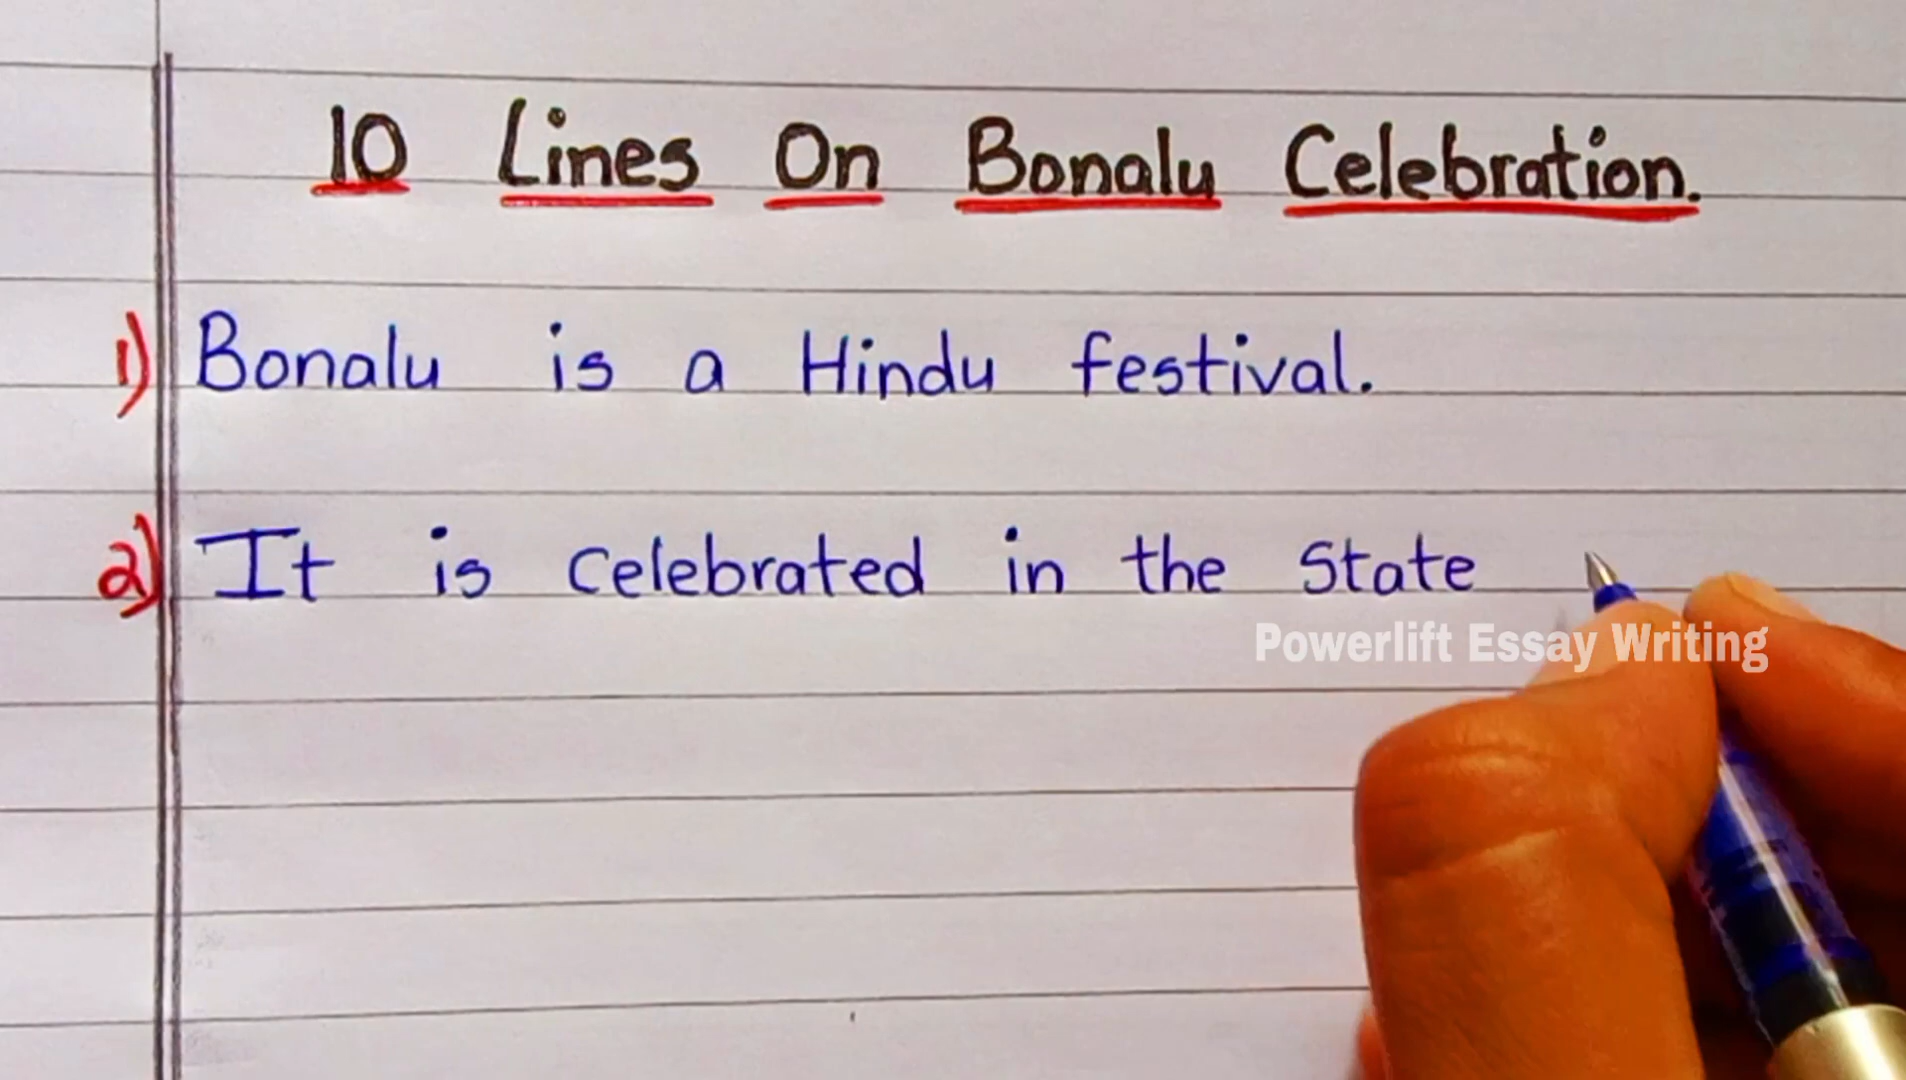 10 Lines On Bonalu Celebration.
1) Bonalu is a Hindu festival.
2) It is celebrated in the State
Powerlift Essay Writing